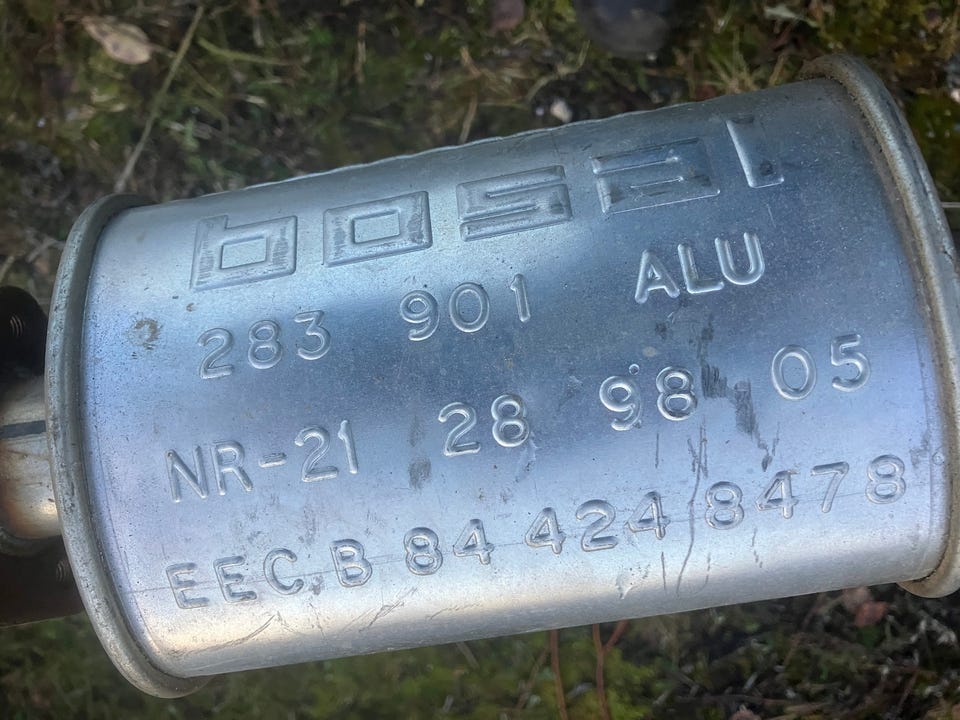 bosal
283 901 ALU
NR-21 28 98 05
EEC B 84 424 8478